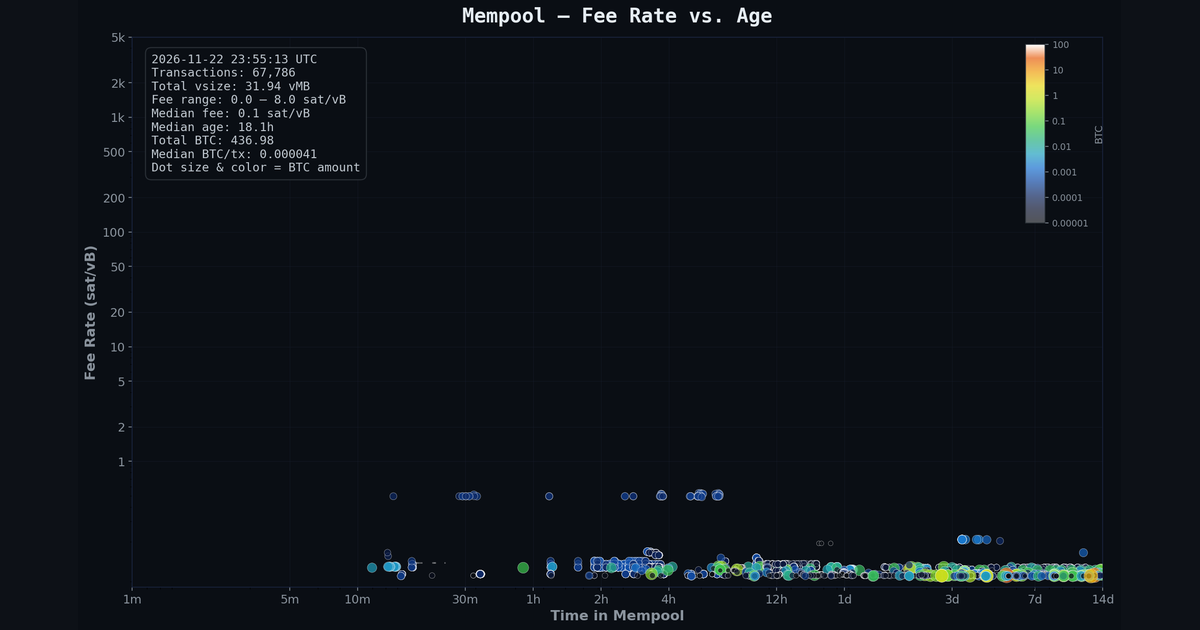 Mempool — Fee Rate vs. Age
5k
2k
1k
500
200
100
50
20
10
5
2
1
Fee Rate (sat/vB)
2026-11-22 23:55:13 UTC
Transactions: 67,786
Total vsize: 31.94 vMB
Fee range: 0.0 – 8.0 sat/vB
Median fee: 0.1 sat/vB
Median age: 18.1h
Total BTC: 436.98
Median BTC/tx: 0.000041
Dot size & color = BTC amount
100
10
1
0.1
0.01
0.001
0.0001
0.00001
BTC
1m 5m 10m 30m 1h 2h 4h 12h 1d 3d 7d 14d
Time in Mempool